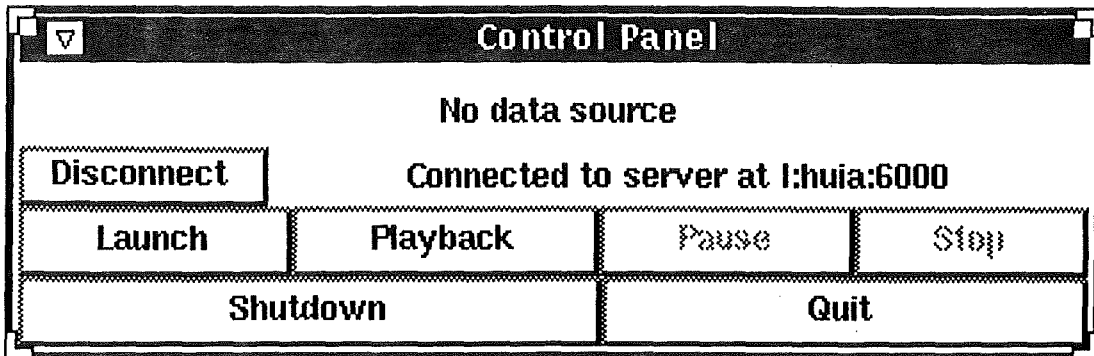 Control Panel
No data source
Disconnect Connected to server at l:huia:6000
Launch Playback Pause Stop
Shutdown Quit